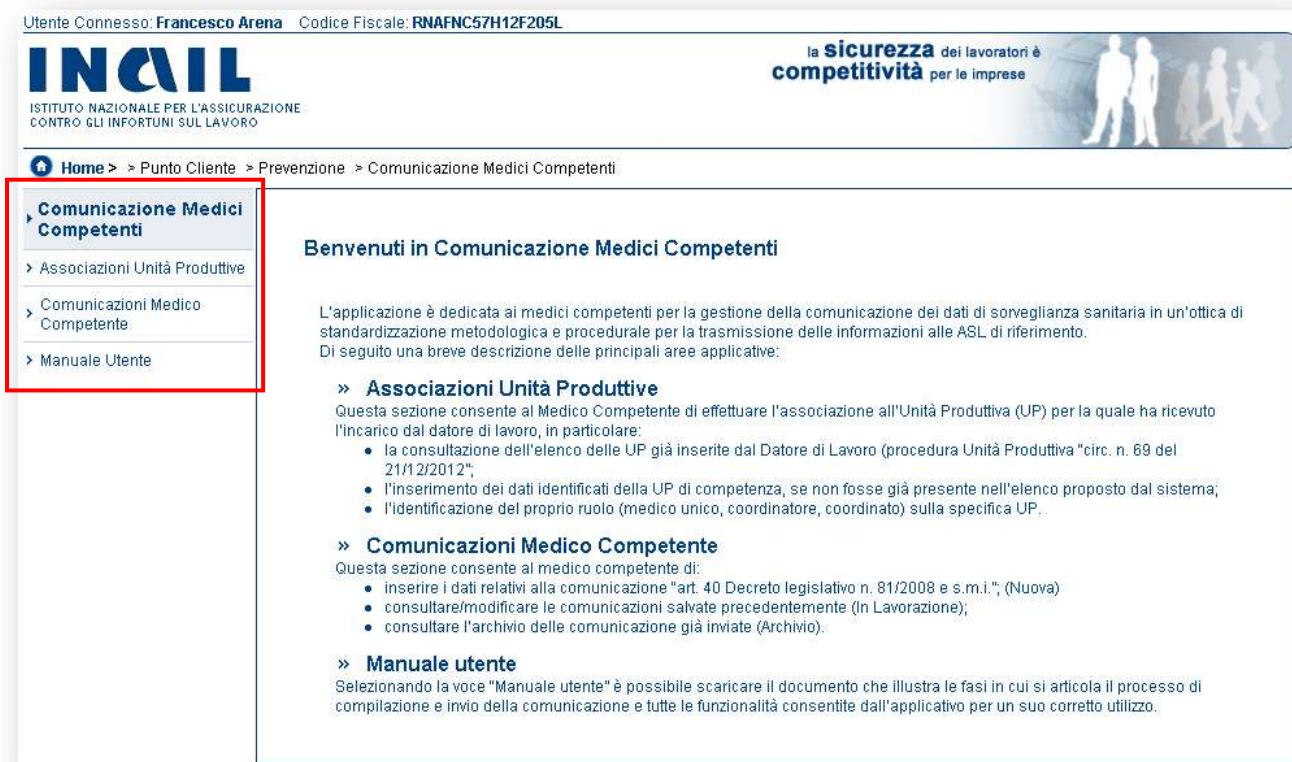 Utente Connesso: Francesco Arena Codice Fiscale: RNAFNC57H12F205L
INAIL
ISTITUTO NAZIONALE PER L'ASSICURAZIONE
CONTRO GLI INFORTUNI SUL LAVORO
la sicurezza dei lavoratori è
competitività per le imprese
Home > > Punto Cliente > Prevenzione > Comunicazione Medici Competenti
Comunicazione Medici
Competenti
> Associazioni Unità Produttive
> Comunicazioni Medico
Competente
> Manuale Utente
Benvenuti in Comunicazione Medici Competenti
L'applicazione è dedicata ai medici competenti per la gestione della comunicazione dei dati di sorveglianza sanitaria in un'ottica di
standardizzazione metodologica e procedurale per la trasmissione delle informazioni alle ASL di riferimento.
Di seguito una breve descrizione delle principali aree applicative:
» Associazioni Unità Produttive
Questa sezione consente al Medico Competente di effettuare l'associazione all'Unità Produttiva (UP) per la quale ha ricevuto
l'incarico dal datore di lavoro, in particolare:
• la consultazione dell'elenco delle UP già inserite dal Datore di Lavoro (procedura Unità Produttiva "circ. n. 69 del
21/12/2012";
• l'inserimento dei dati identificati della UP di competenza, se non fosse già presente nell'elenco proposto dal sistema;
• l'identificazione del proprio ruolo (medico unico, coordinatore, coordinato) sulla specifica UP.
» Comunicazioni Medico Competente
Questa sezione consente al medico competente di:
• inserire i dati relativi alla comunicazione "art. 40 Decreto legislativo n. 81/2008 e s.m.i."; (Nuova)
• consultare/modificare le comunicazioni salvate precedentemente (In Lavorazione);
• consultare l'archivio delle comunicazione già inviate (Archivio).
» Manuale utente
Selezionando la voce "Manuale utente" è possibile scaricare il documento che illustra le fasi in cui si articola il processo di
compilazione e invio della comunicazione e tutte le funzionalità consentite dall'applicativo per un suo corretto utilizzo.